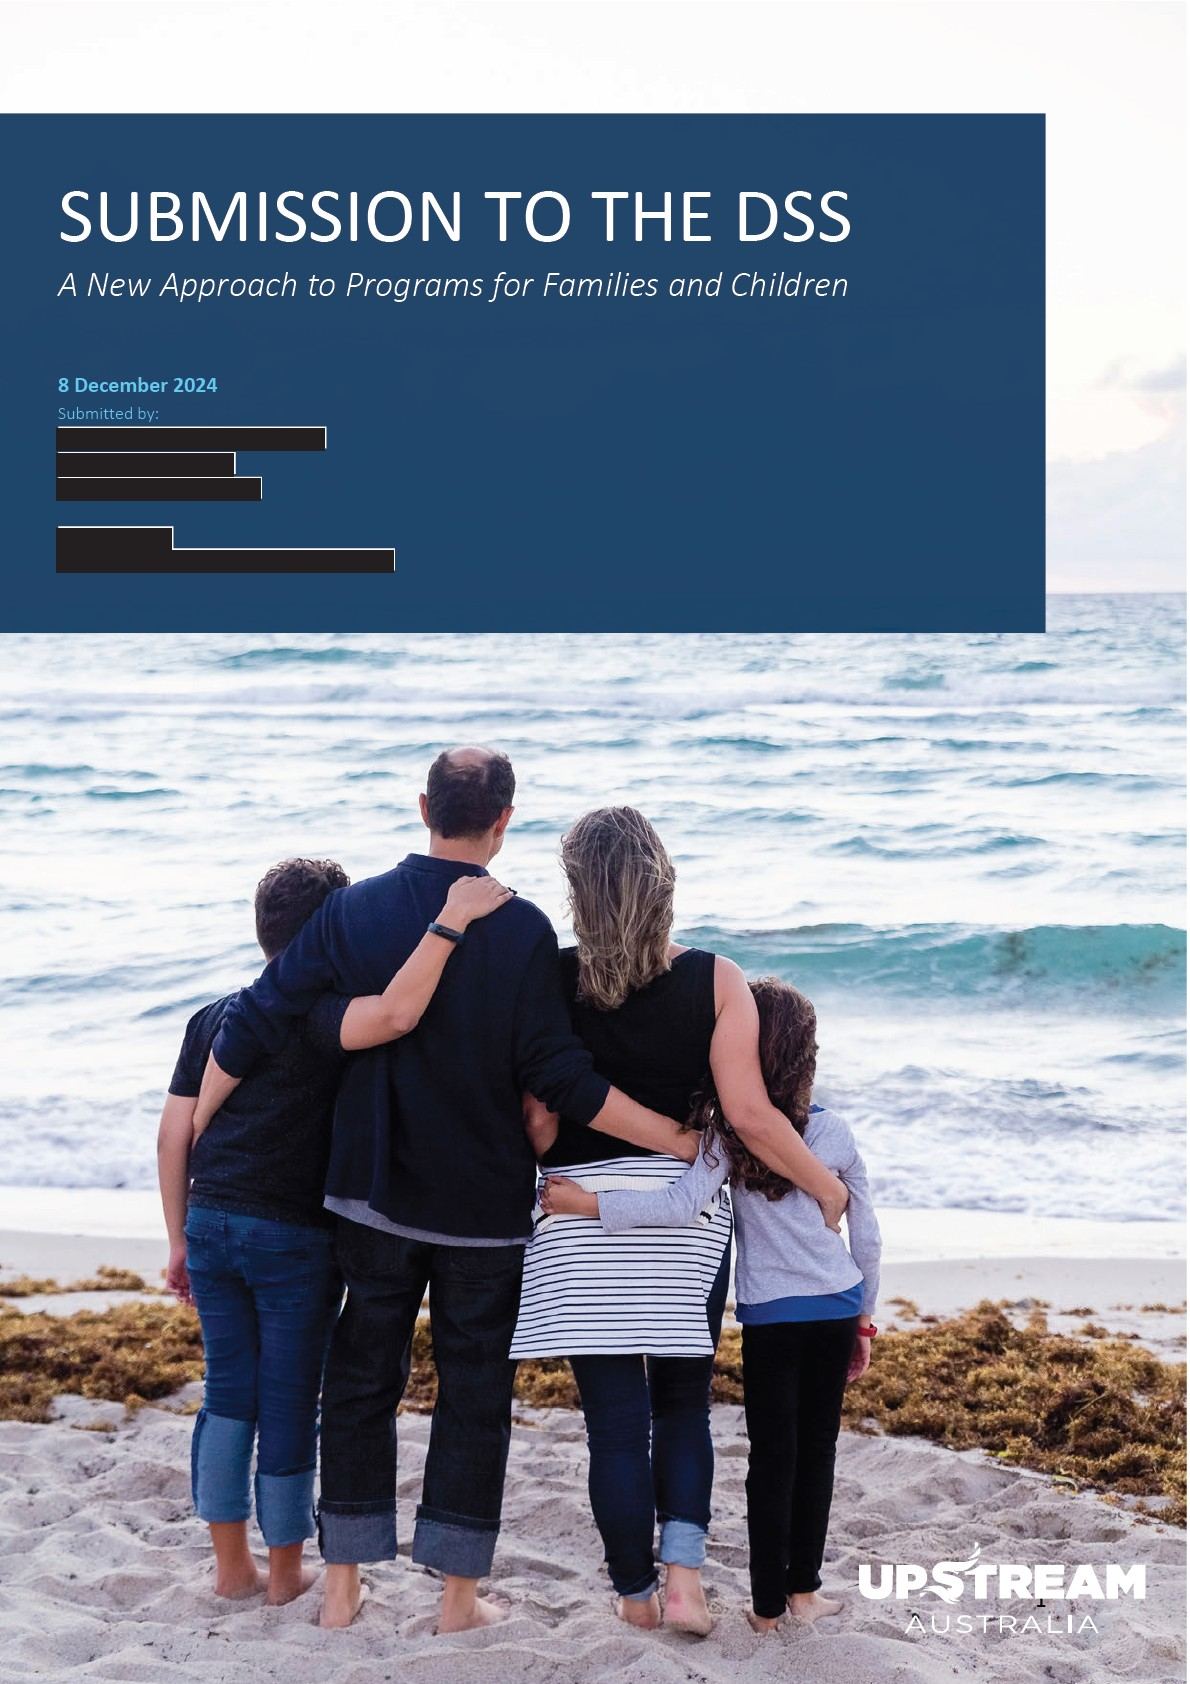 SUBMISSION TO THE DSS
A New Approach to Programs for Families and Children
8 December 2024
Submitted by:
UPSTREAM
1
AUSTRALIA